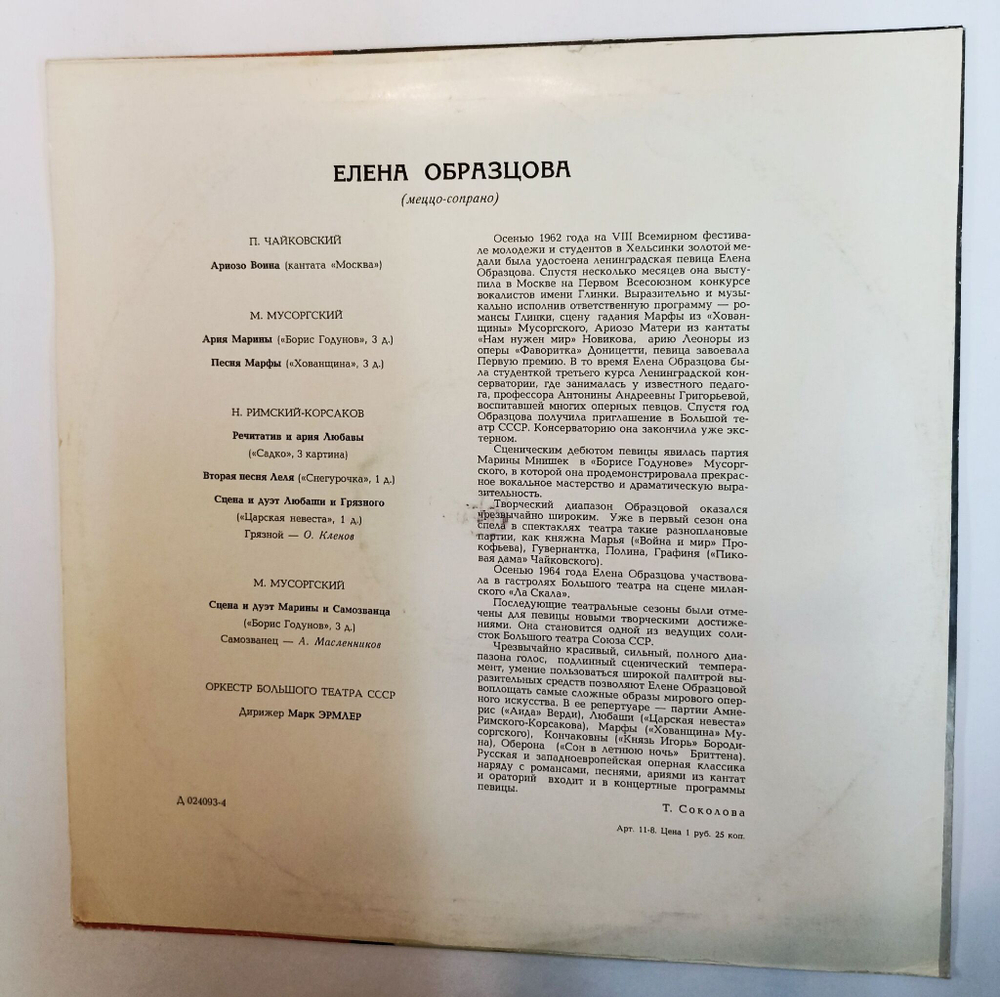 ЕЛЕНА ОБРАЗЦОВА
(меццо-сопрано)
П. ЧАЙКОВСКИЙ
Ариозо Воина (кантата «Москва»)
М. МУСОРГСКИЙ
Ария Марины («Борис Годунов», 3 д.)
Песня Марфы («Хованщина», 3 д.)
Н. РИМСКИЙ-КОРСАКОВ
Речитатив и ария Любавы
(«Садко», 3 картина)
Вторая песня Леля («Снегурочка», 1 д.)
Сцена и дуэт Любаши и Грязного
(«Царская невеста», 1 д.)
Грязной — О. Кленов
М. МУСОРГСКИЙ
Сцена и дуэт Марины и Самозванца
(«Борис Годунов», 3 д.)
Самозванец — А. Масленников
ОРКЕСТР БОЛЬШОГО ТЕАТРА СССР
Дирижер Марк ЭРМЛЕР
Д 024093-4
Осенью 1962 года на VIII Всемирном фестива-
ле молодежи и студентов в Хельсинки золотой ме-
дали была удостоена ленинградская певица Елена
Образцова. Спустя несколько месяцев она высту-
пила в Москве на Первом Всесоюзном конкурсе
вокалистов имени Глинки. Выразительно и музы-
кально исполнив ответственную программу — ро-
мансы Глинки, сцену гадания Марфы из «Хован-
щины» Мусоргского, Ариозо Матери из кантаты
«Нам нужен мир» Новикова, арию Леоноры из
оперы «Фаворитка» Доницетти, певица завоевала
Первую премию. В то время Елена Образцова бы-
ла студенткой третьего курса Ленинградской кон-
серватории, где занималась у известного педаго-
га, профессора Антонины Андреевны Григорьевой,
воспитавшей многих оперных певцов. Спустя год
Образцова получила приглашение в Большой те-
атр СССР. Консерваторию она закончила уже экс-
терном.
Сценическим дебютом певицы явилась партия
Марины Мнишек в «Борисе Годунове» Мусорг-
ского, в которой она продемонстрировала прекрас-
ное вокальное мастерство и драматическую выра-
зительность.
Творческий диапазон Образцовой оказался
чрезвычайно широким. Уже в первый сезон она
спела в спектаклях театра такие разноплановые
партии, как княжна Марья («Война и мир» Про-
кофьева), Гувернантка, Полина, Графиня («Пико-
вая дама» Чайковского).
Осенью 1964 года Елена Образцова участвова-
ла в гастролях Большого театра на сцене милан-
ского «Ла Скала».
Последующие театральные сезоны были отме-
чены для певицы новыми творческими достиже-
ниями. Она становится одной из ведущих соли-
сток Большого театра Союза ССР.
Чрезвычайно красивый, сильный, полного диа-
пазона голос, подлинный сценический темпера-
мент, умение пользоваться широкой палитрой вы-
разительных средств позволяют Елене Образцовой
воплощать самые сложные образы мирового опер-
ного искусства. В ее репертуаре — партии Амне-
рис («Аида» Верди), Любаши («Царская невеста»
Римского-Корсакова), Марфы («Хованщина» Му-
соргского), Кончаковны («Князь Игорь» Бороди-
на), Оберона («Сон в летнюю ночь» Бриттена).
Русская и западноевропейская оперная классика
наряду с романсами, песнями, ариями из кантат
и ораторий входит и в концертные программы
певицы.
Т. Соколова
Арт. 11-8. Цена 1 руб. 25 коп.